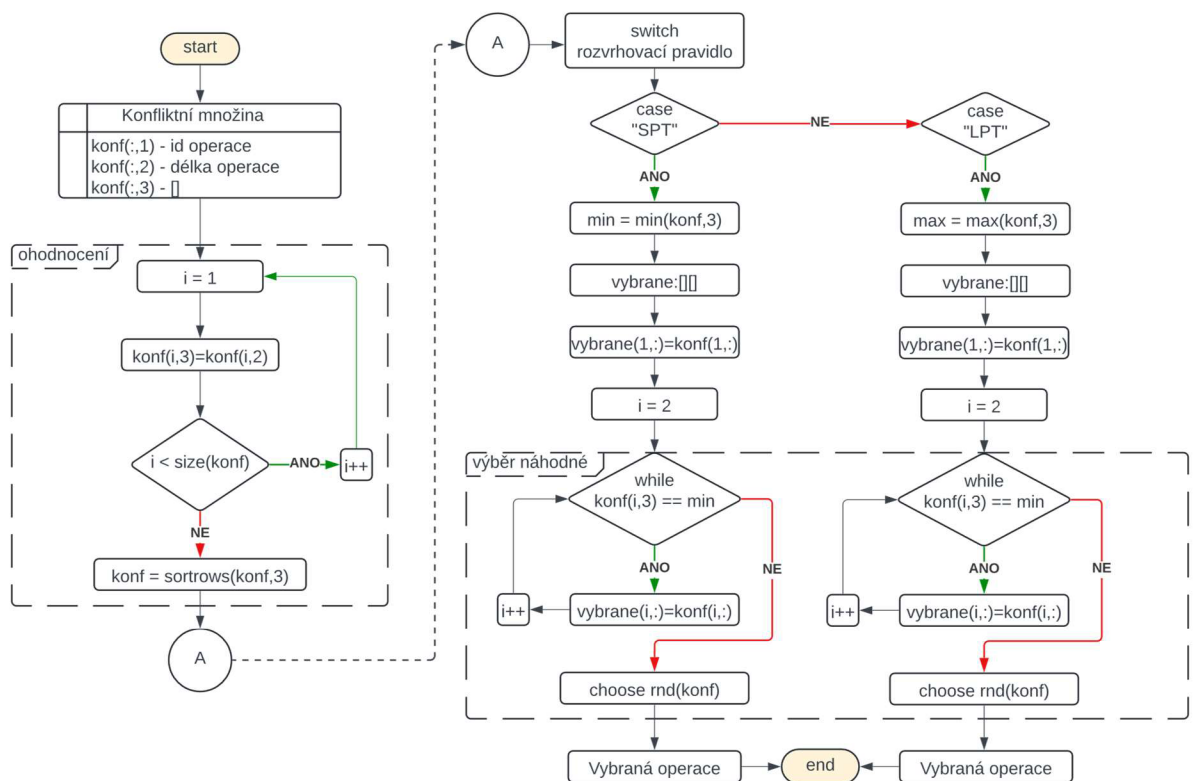 start
Konfliktní množina
konf(:,1) - id operace
konf(:,2) - délka operace
konf(:,3) - []
ohodnocení
i = 1
konf(i,3)=konf(i,2)
i < size(konf)
ANO
i++
NE
konf = sortrows(konf,3)
A
A
switch
rozvrhovací pravidlo
case
"SPT"
NE
ANO
min = min(konf,3)
vybrane:[][]
vybrane(1,:)=konf(1,:)
i = 2
výběr náhodné
while
konf(i,3) == min
ANO
NE
vybrane(i,:)=konf(i,:)
i++
choose rnd(konf)
Vybraná operace
case
"LPT"
ANO
max = max(konf,3)
vybrane:[][]
vybrane(1,:)=konf(1,:)
i = 2
while
konf(i,3) == min
ANO
NE
vybrane(i,:)=konf(i,:)
i++
choose rnd(konf)
Vybraná operace
end